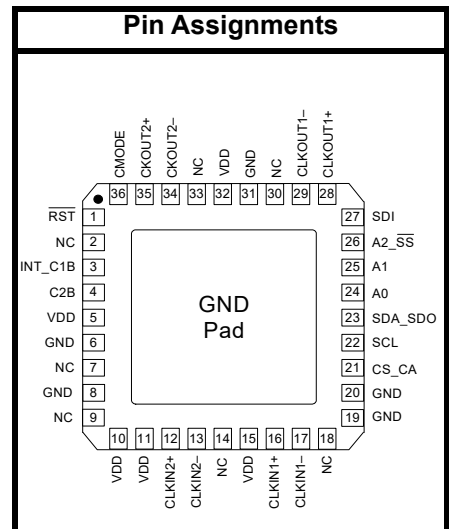 Pin Assignments
CMODE
CKOUT2+
CKOUT2–
NC
VDD
GND
NC
CLKOUT1–
CLKOUT1+
36 35 34 33 32 31 30 29 28
RST 1
NC 2
INT_C1B 3
C2B 4
VDD 5
GND 6
NC 7
GND 8
NC 9
GND
Pad
27 SDI
26 A2_SS
25 A1
24 A0
23 SDA_SDO
22 SCL
21 CS_CA
20 GND
19 GND
10 11 12 13 14 15 16 17 18
VDD
VDD
CLKIN2+
CLKIN2–
NC
VDD
CLKIN1+
CLKIN1–
NC